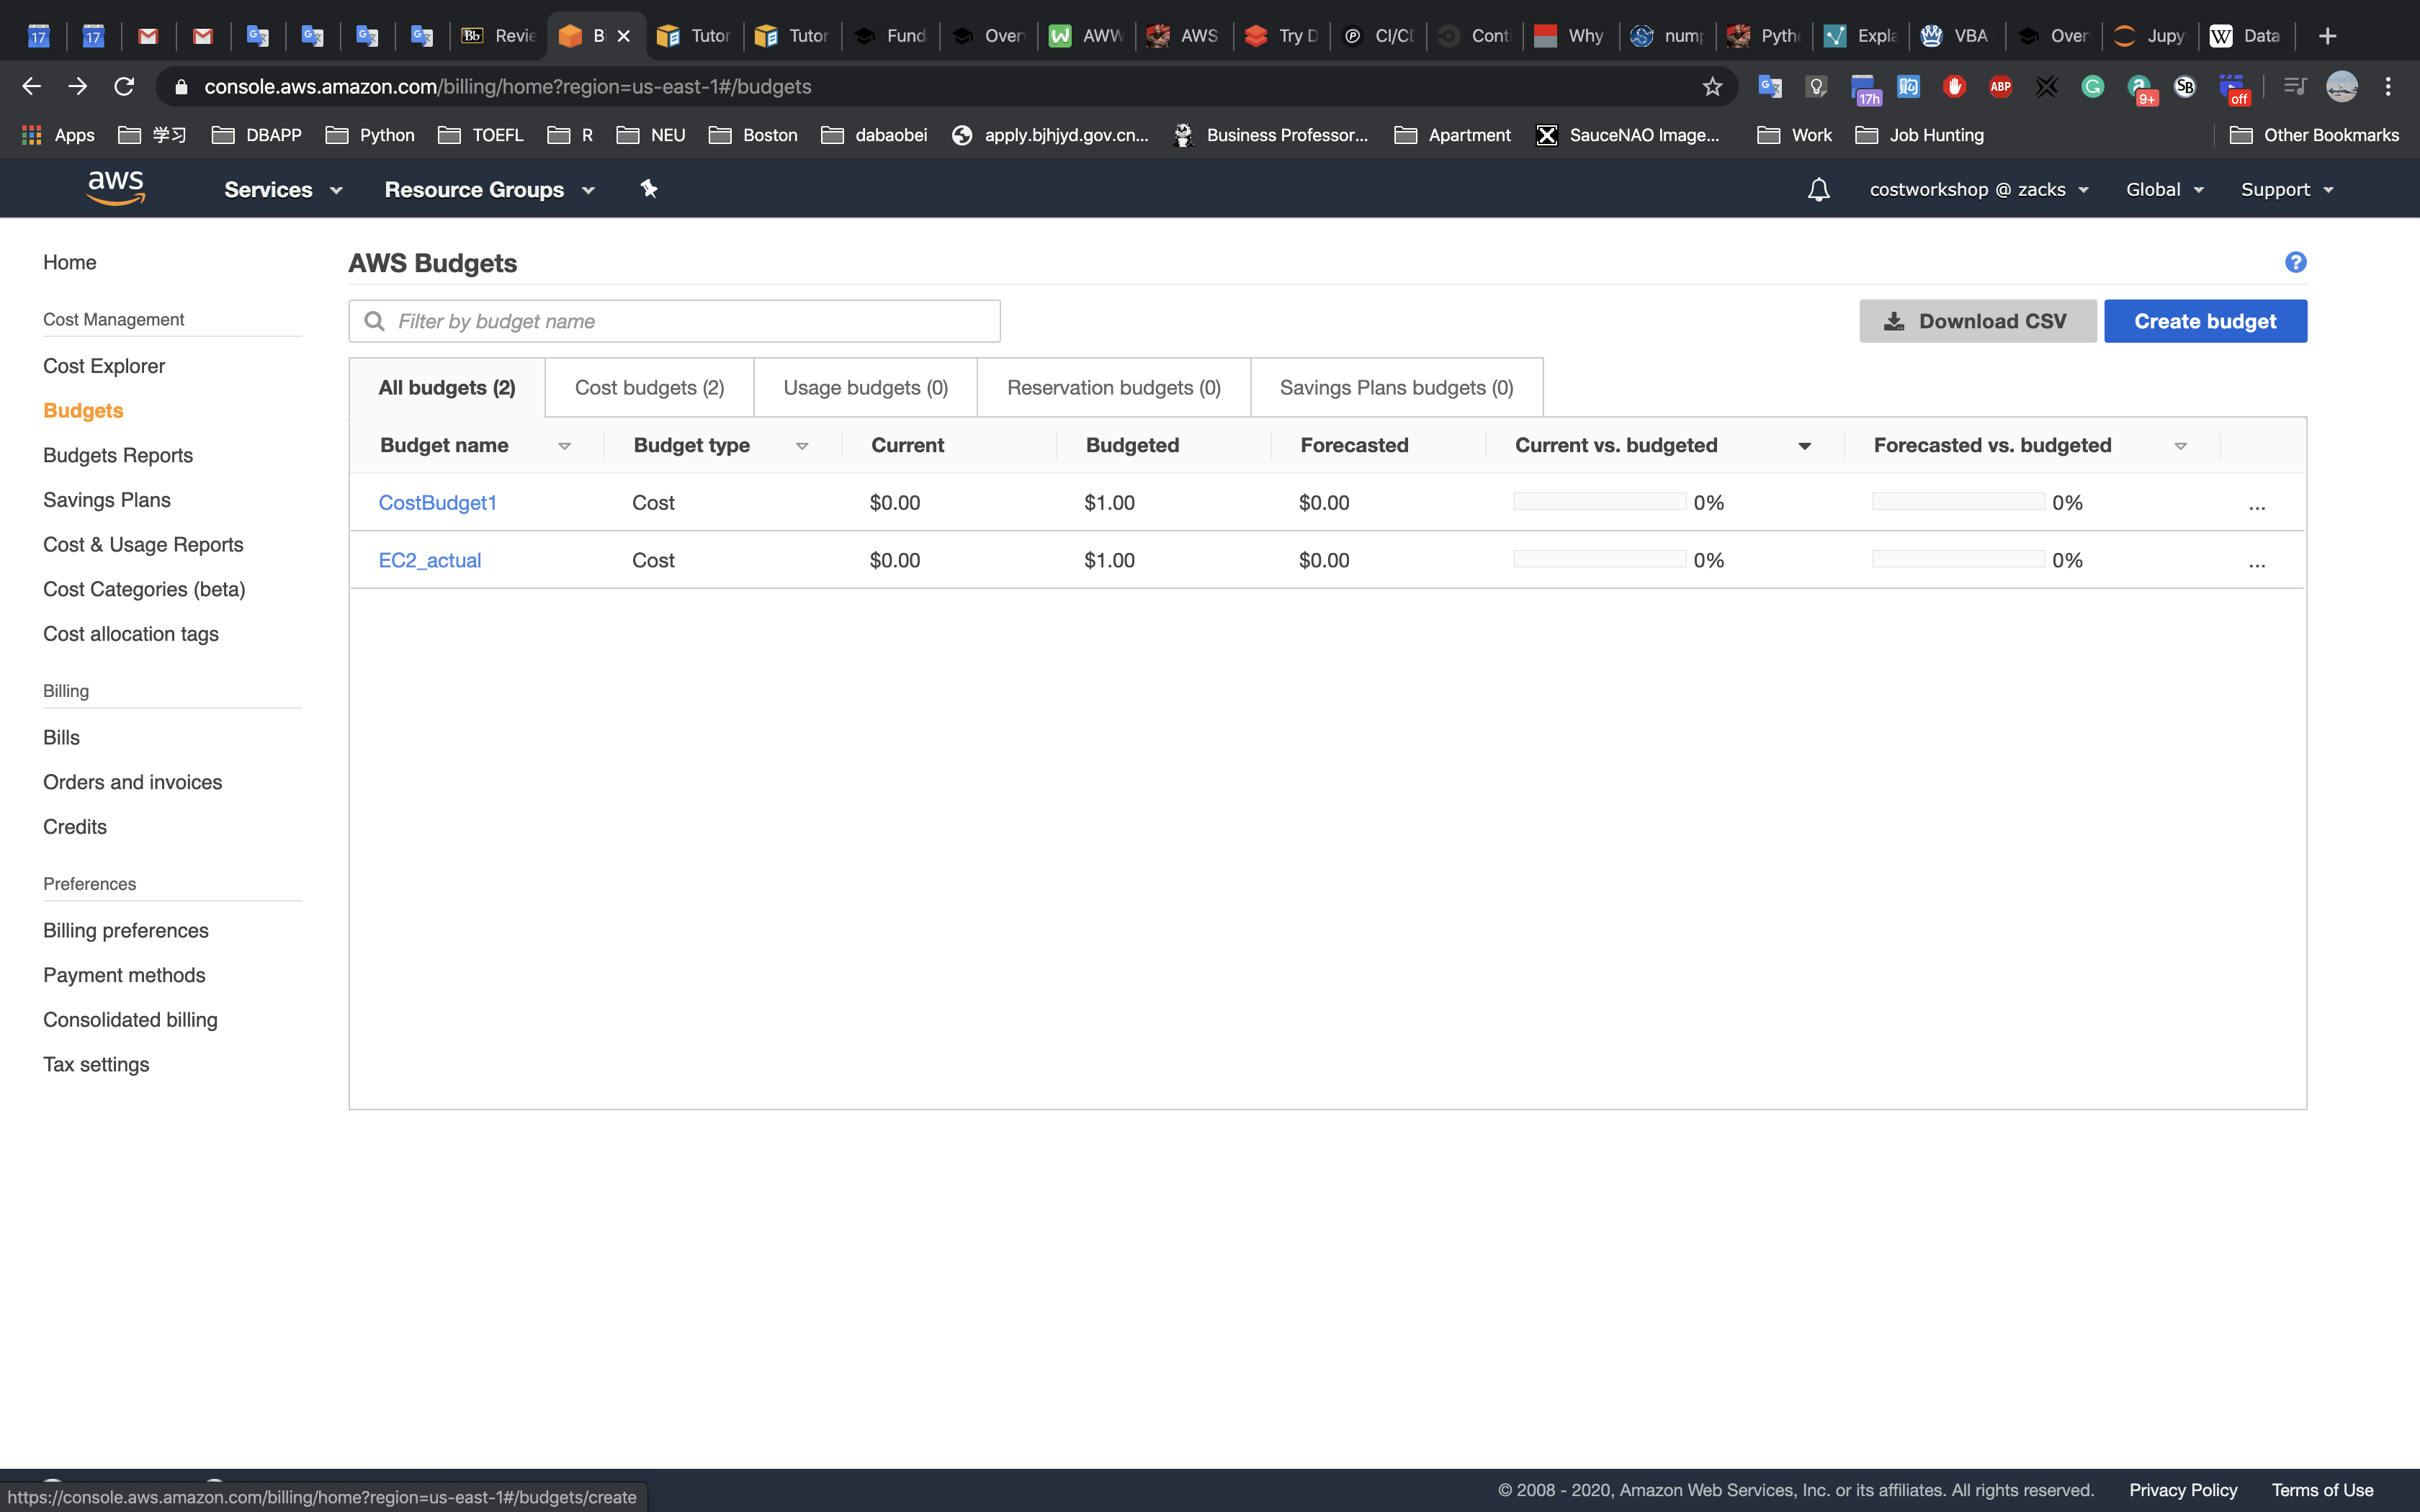 17 17 Revie B Tutor Tutor Fund Over AWW AWS Try D CI/CD Conti Why nump Pytho Expla VBA Over Jupy Data
console.aws.amazon.com/billing/home?region=us-east-1#/budgets
17h ABP 9+ SB off
Apps 学习 DBAPP Python TOEFL R NEU Boston dabaobei apply.bjhjyd.gov.cn... Business Professor... Apartment SauceNAO Image... Work Job Hunting Other Bookmarks
aws Services Resource Groups costworkshop @ zacks Global Support
Home
AWS Budgets
Cost Management
Filter by budget name
Download CSV Create budget
Cost Explorer
Budgets
Budgets Reports
Savings Plans
Cost & Usage Reports
Cost Categories (beta)
Cost allocation tags
Billing
Bills
Orders and invoices
Credits
Preferences
Billing preferences
Payment methods
Consolidated billing
Tax settings
All budgets (2) Cost budgets (2) Usage budgets (0) Reservation budgets (0) Savings Plans budgets (0)
Budget name Budget type Current Budgeted Forecasted Current vs. budgeted Forecasted vs. budgeted
CostBudget1 Cost $0.00 $1.00 $0.00 0% 0% ...
EC2_actual Cost $0.00 $1.00 $0.00 0% 0% ...
https://console.aws.amazon.com/billing/home?region=us-east-1#/budgets/create
© 2008 - 2020, Amazon Web Services, Inc. or its affiliates. All rights reserved. Privacy Policy Terms of Use